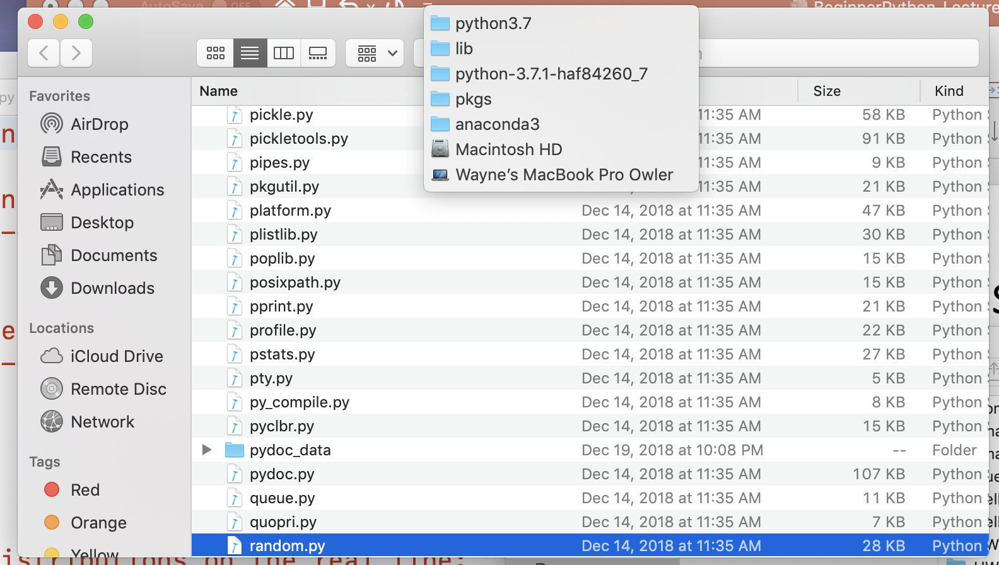 AutoSave OFF
BeginnerPython_Lecture
python3.7
lib
python-3.7.1-haf84260_7
pkgs
anaconda3
Macintosh HD
Wayne’s MacBook Pro Owler
Favorites
AirDrop
Recents
Applications
Desktop
Documents
Downloads
Locations
iCloud Drive
Remote Disc
Network
Tags
Red
Orange
Yellow
Name Size Kind
pickle.py 11:35 AM 58 KB Python
pickletools.py 11:35 AM 91 KB Python
pipes.py 11:35 AM 9 KB Python
pkgutil.py 11:35 AM 21 KB Python
platform.py Dec 14, 2018 at 11:35 AM 47 KB Python
plistlib.py Dec 14, 2018 at 11:35 AM 30 KB Python
poplib.py Dec 14, 2018 at 11:35 AM 15 KB Python
posixpath.py Dec 14, 2018 at 11:35 AM 15 KB Python
pprint.py Dec 14, 2018 at 11:35 AM 21 KB Python
profile.py Dec 14, 2018 at 11:35 AM 22 KB Python
pstats.py Dec 14, 2018 at 11:35 AM 27 KB Python
pty.py Dec 14, 2018 at 11:35 AM 5 KB Python
py_compile.py Dec 14, 2018 at 11:35 AM 8 KB Python
pyclbr.py Dec 14, 2018 at 11:35 AM 15 KB Python
pydoc_data Dec 19, 2018 at 10:08 PM -- Folder
pydoc.py Dec 14, 2018 at 11:35 AM 107 KB Python
queue.py Dec 14, 2018 at 11:35 AM 11 KB Python
quopri.py Dec 14, 2018 at 11:35 AM 7 KB Python
random.py Dec 14, 2018 at 11:35 AM 28 KB Python
istributions on the real line: